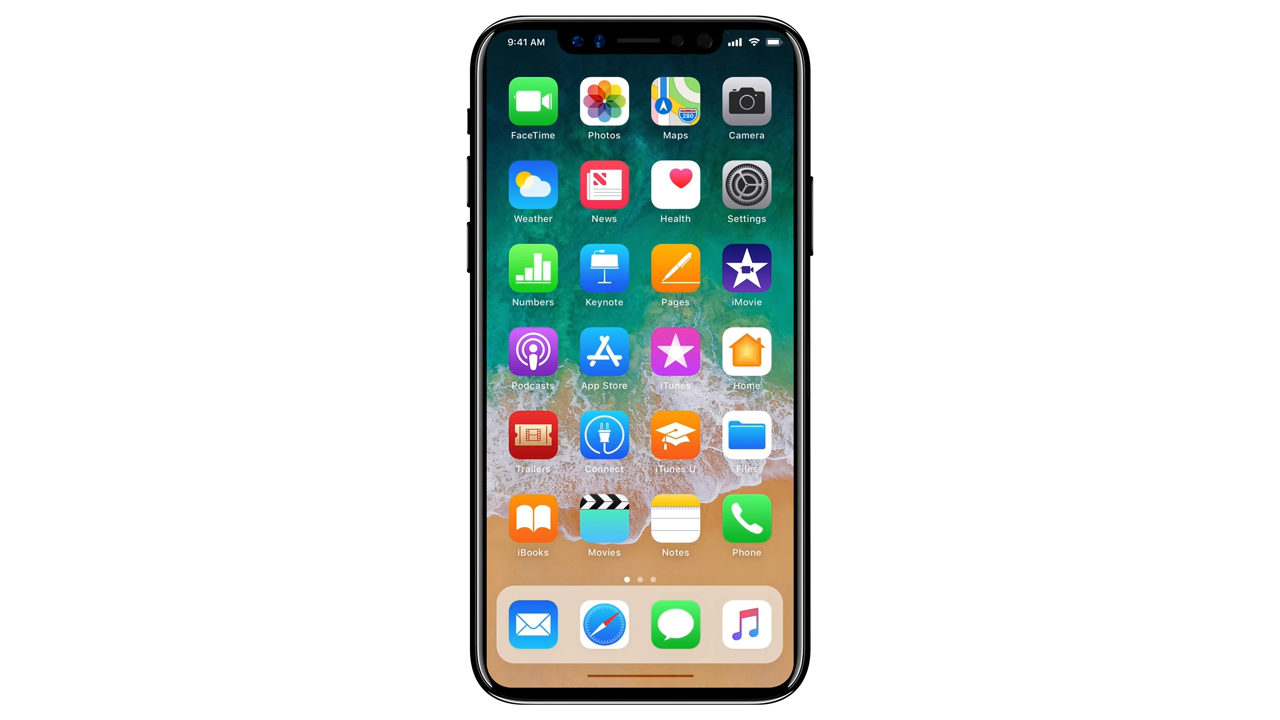 9:41 AM
280
FaceTime Photos Maps Camera
Weather News Health Settings
Numbers Keynote Pages iMovie
Podcasts App Store iTunes Home
Trailers Connect iTunes U Files
iBooks Movies Notes Phone